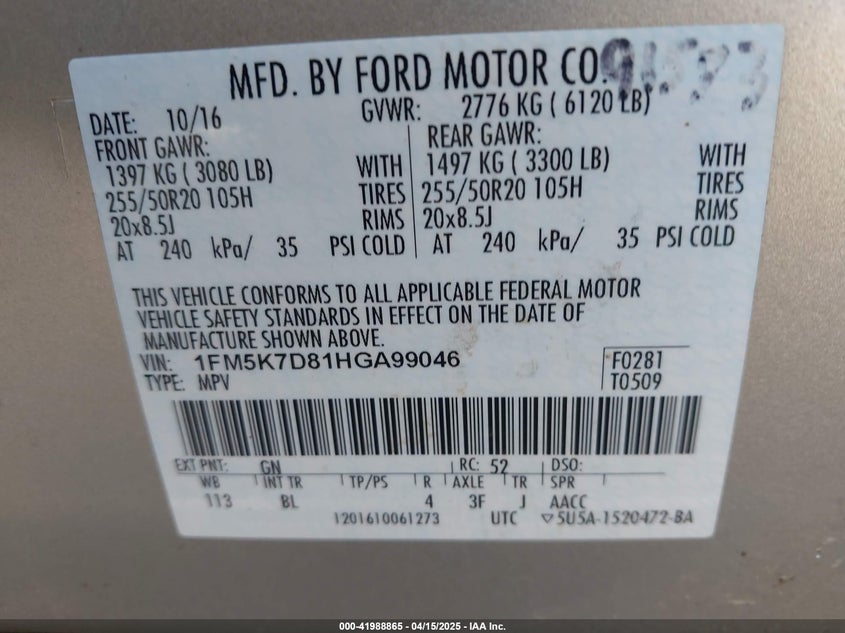 MFD. BY FORD MOTOR CO.
DATE: 10/16 GVWR: 2776 KG ( 6120 LB)
FRONT GAWR: REAR GAWR:
1397 KG ( 3080 LB) WITH 1497 KG ( 3300 LB) WITH
255/50R20 105H TIRES 255/50R20 105H TIRES
20x8.5J RIMS 20x8.5J RIMS
AT 240 kPa/ 35 PSI COLD AT 240 kPa/ 35 PSI COLD
THIS VEHICLE CONFORMS TO ALL APPLICABLE FEDERAL MOTOR
VEHICLE SAFETY STANDARDS IN EFFECT ON THE DATE OF
MANUFACTURE SHOWN ABOVE.
VIN: 1FM5K7D81HGA99046 F0281
TYPE: MPV T0509
EXT PNT: GN RC: 52 DSO:
WB INT TR TP/PS R AXLE TR SPR
113 BL 4 3F J AACC
1201610061273 UTC ▽5U5A-1520472-BA
000-41988865 / 04/15/2025 - IAA Inc.